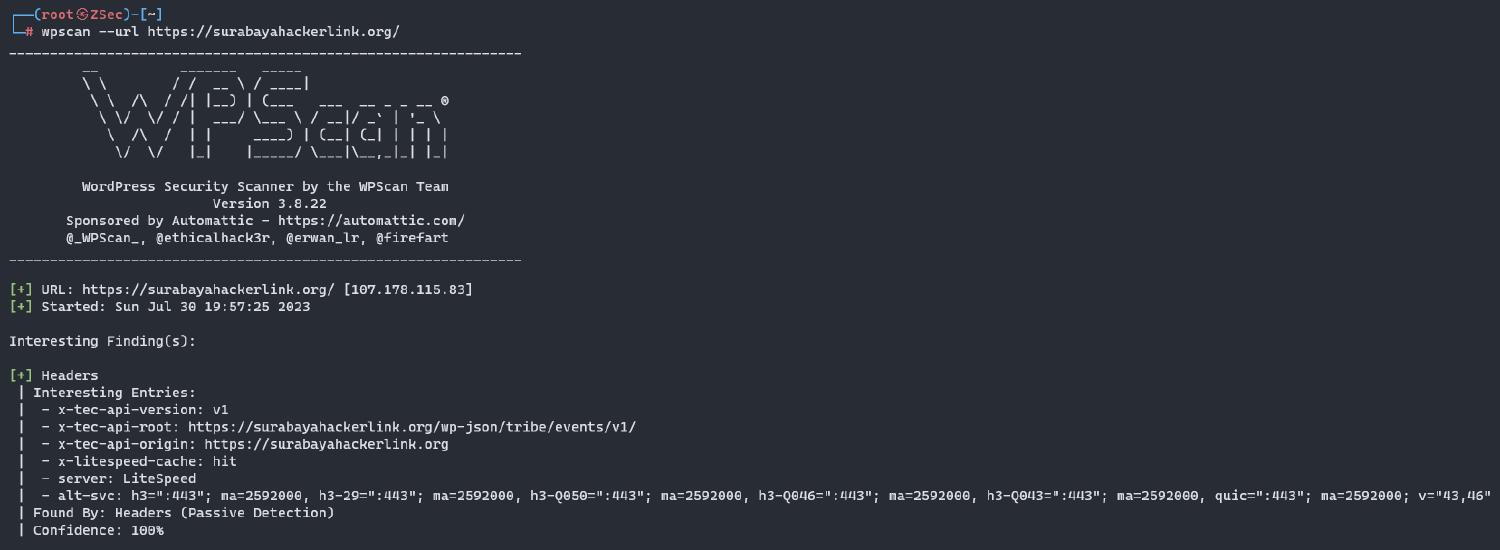 ┌──(root㉿ZSec)-[~]
└─# wpscan --url https://surabayahackerlink.org/
_______________________________________________________________
         __          _______   _____
         \ \        / /  __ \ / ____|
          \ \  /\  / /| |__) | (___   ___  __ _ _ __ ®
           \ \/  \/ / |  ___/ \___ \ / __|/ _` | '_ \
            \  /\  /  | |     ____) | (__| (_| | | | |
             \/  \/   |_|    |_____/ \___|\__,_|_| |_|
         WordPress Security Scanner by the WPScan Team
                         Version 3.8.22
       Sponsored by Automattic - https://automattic.com/
       @_WPScan_, @ethicalhack3r, @erwan_lr, @firefart
_______________________________________________________________
[+] URL: https://surabayahackerlink.org/ [107.178.115.83]
[+] Started: Sun Jul 30 19:57:25 2023
Interesting Finding(s):
[+] Headers
 | Interesting Entries:
 |  - x-tec-api-version: v1
 |  - x-tec-api-root: https://surabayahackerlink.org/wp-json/tribe/events/v1/
 |  - x-tec-api-origin: https://surabayahackerlink.org
 |  - x-litespeed-cache: hit
 |  - server: LiteSpeed
 |  - alt-svc: h3=":443"; ma=2592000, h3-29=":443"; ma=2592000, h3-Q050=":443"; ma=2592000, h3-Q046=":443"; ma=2592000, h3-Q043=":443"; ma=2592000, quic=":443"; ma=2592000; v="43,46"
 | Found By: Headers (Passive Detection)
 | Confidence: 100%